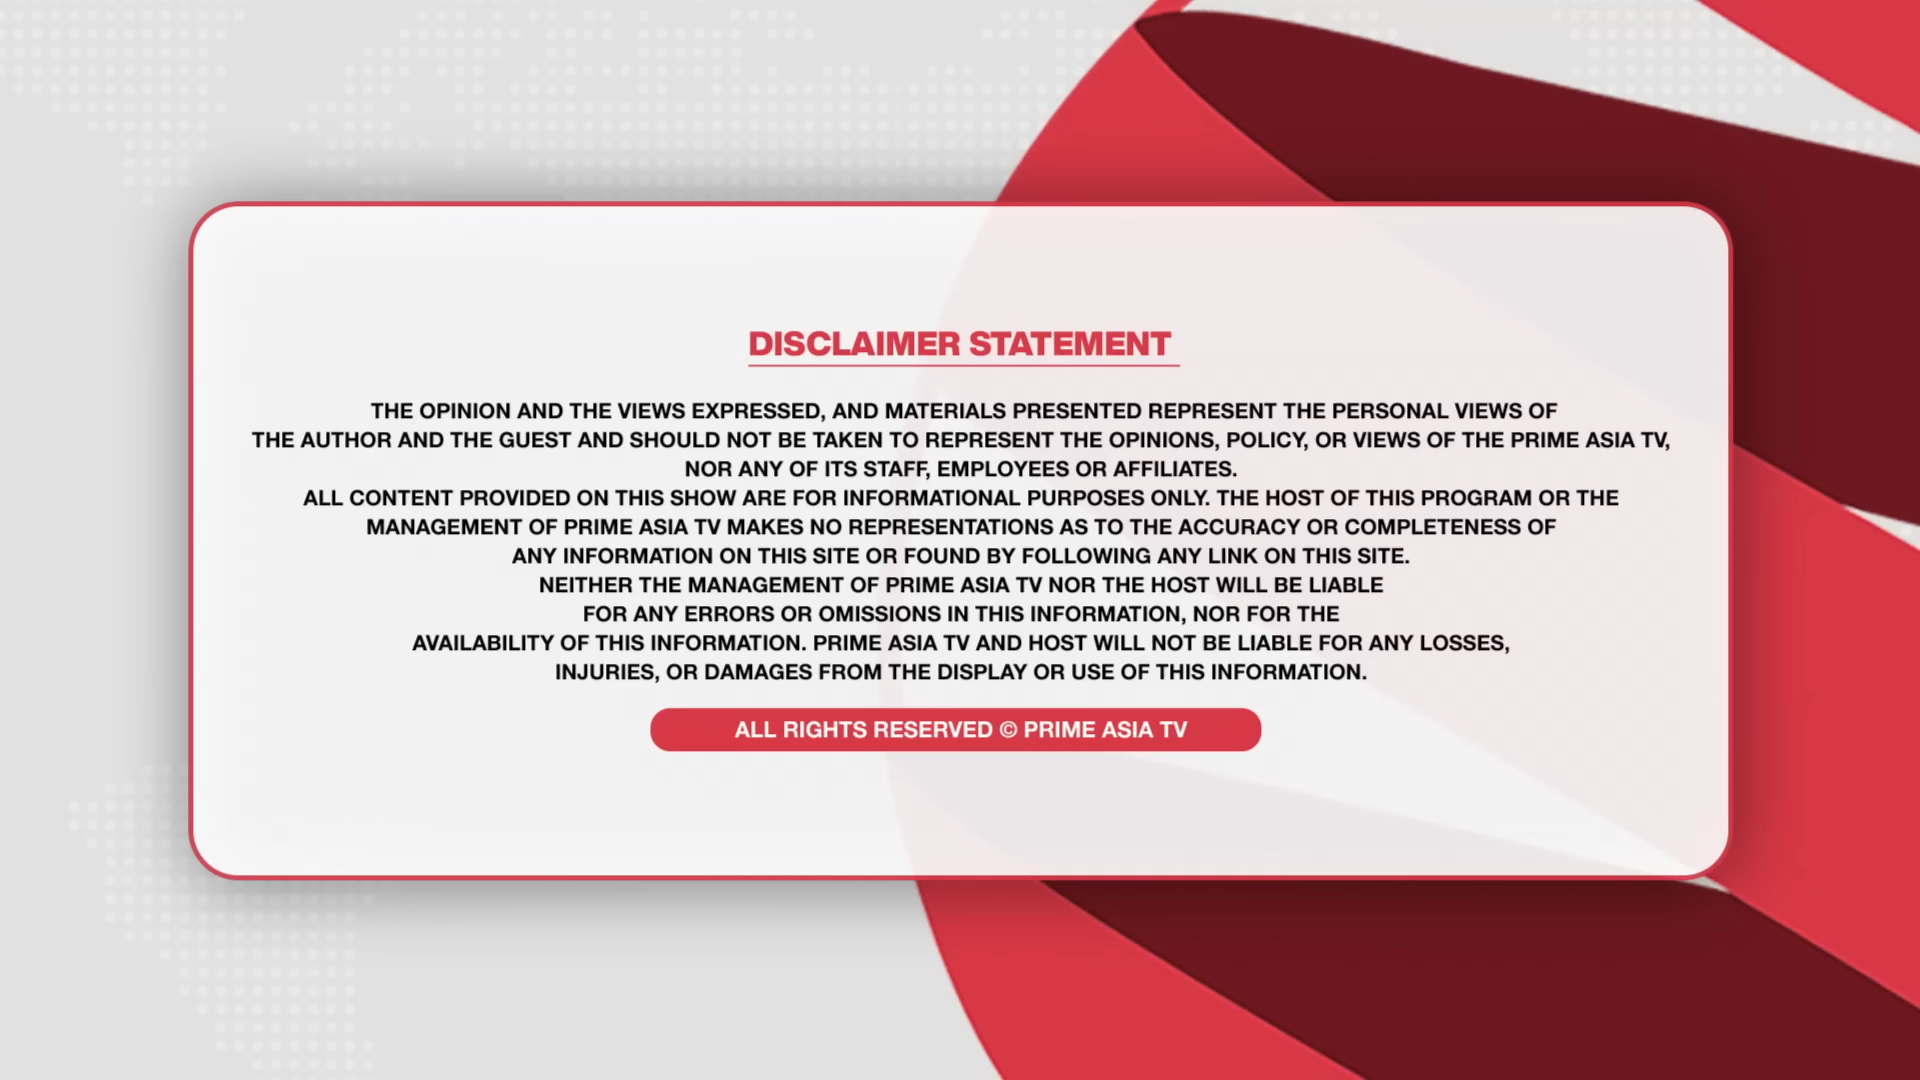 DISCLAIMER STATEMENT
THE OPINION AND THE VIEWS EXPRESSED, AND MATERIALS PRESENTED REPRESENT THE PERSONAL VIEWS OF
THE AUTHOR AND THE GUEST AND SHOULD NOT BE TAKEN TO REPRESENT THE OPINIONS, POLICY, OR VIEWS OF THE PRIME ASIA TV,
NOR ANY OF ITS STAFF, EMPLOYEES OR AFFILIATES.
ALL CONTENT PROVIDED ON THIS SHOW ARE FOR INFORMATIONAL PURPOSES ONLY. THE HOST OF THIS PROGRAM OR THE
MANAGEMENT OF PRIME ASIA TV MAKES NO REPRESENTATIONS AS TO THE ACCURACY OR COMPLETENESS OF
ANY INFORMATION ON THIS SITE OR FOUND BY FOLLOWING ANY LINK ON THIS SITE.
NEITHER THE MANAGEMENT OF PRIME ASIA TV NOR THE HOST WILL BE LIABLE
FOR ANY ERRORS OR OMISSIONS IN THIS INFORMATION, NOR FOR THE
AVAILABILITY OF THIS INFORMATION. PRIME ASIA TV AND HOST WILL NOT BE LIABLE FOR ANY LOSSES,
INJURIES, OR DAMAGES FROM THE DISPLAY OR USE OF THIS INFORMATION.
ALL RIGHTS RESERVED © PRIME ASIA TV